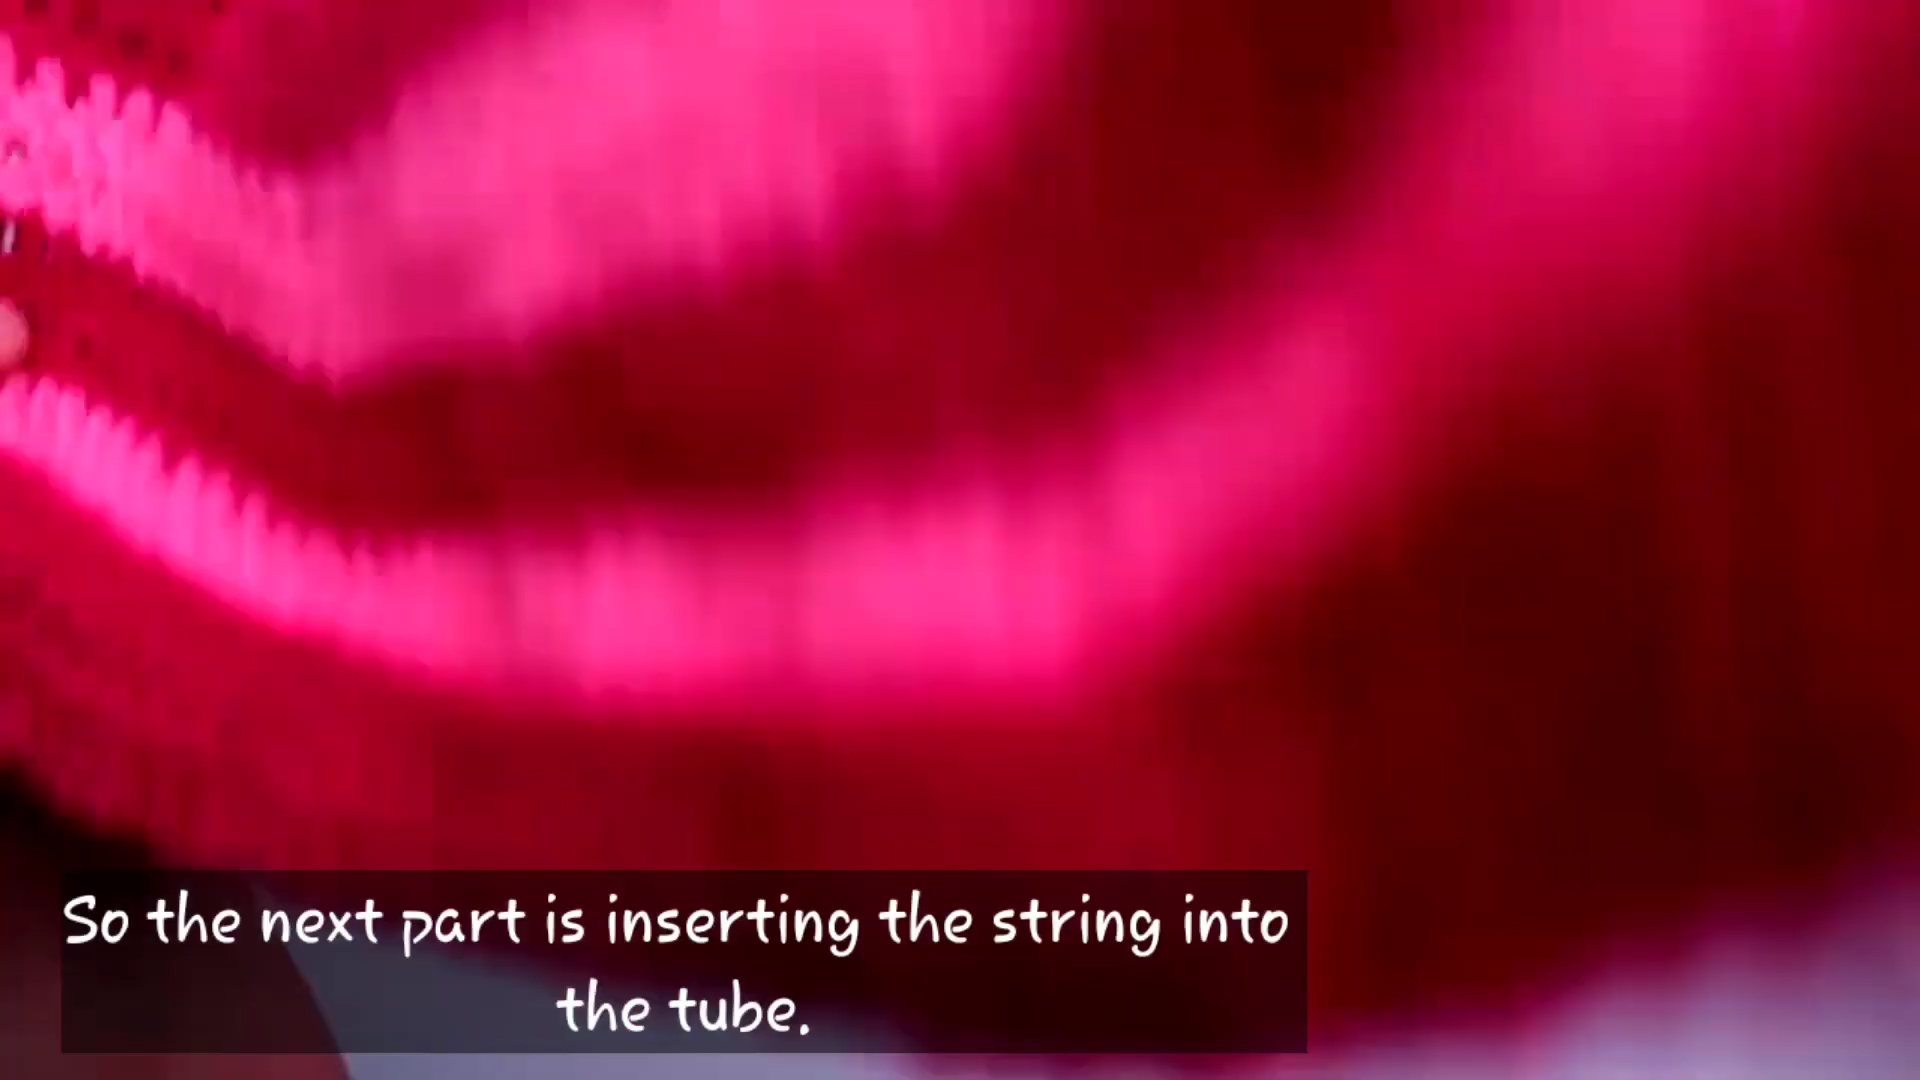 So the next part is inserting the string into
the tube.